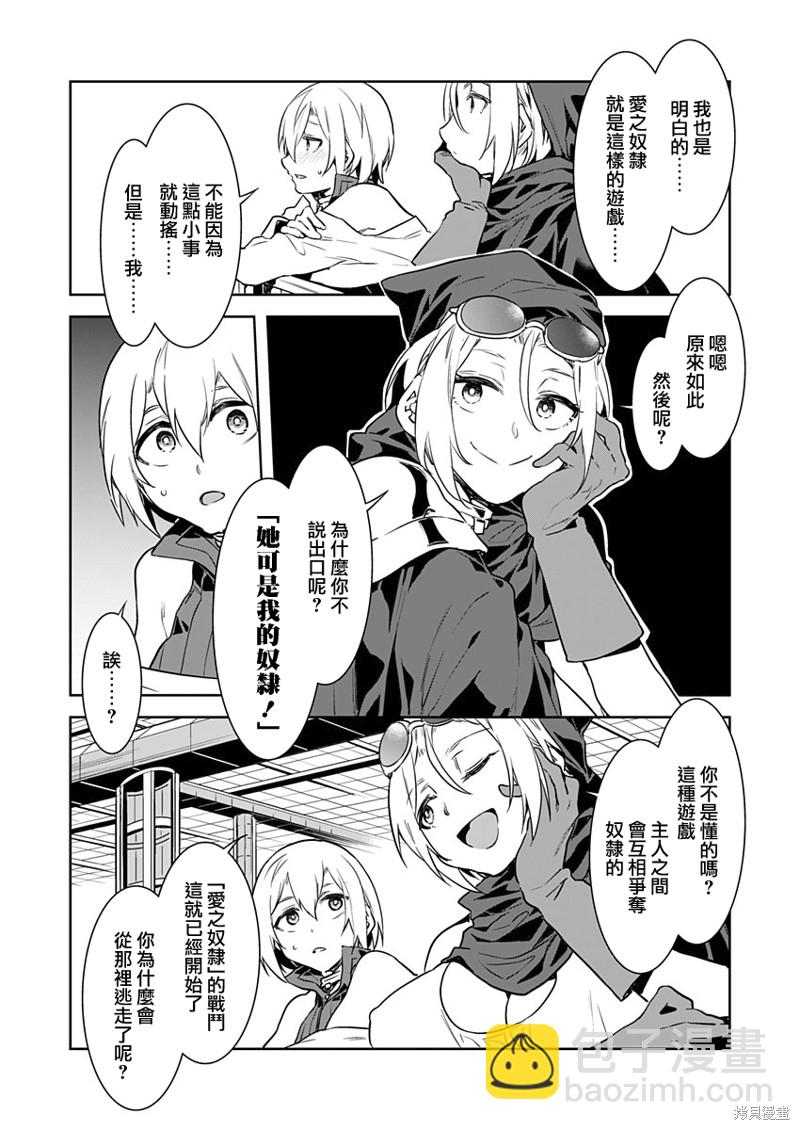 我也是
明白的……
愛之奴隸
就是這樣的遊戲……
不能因為
這點小事
就動搖……
但是……我……
嗯嗯
原來如此
然後呢?
為什麼你不
説出口呢?
「她可是我的奴隸!」
誒……?
你不是懂的嗎?
這種遊戲
主人之間
會互相爭奪
奴隸的
「愛之奴隸」的戰鬥
這就已經開始了
你為什麼會
從那裡逃走了呢?
包子漫畫
baozimh.com
拷貝漫畫